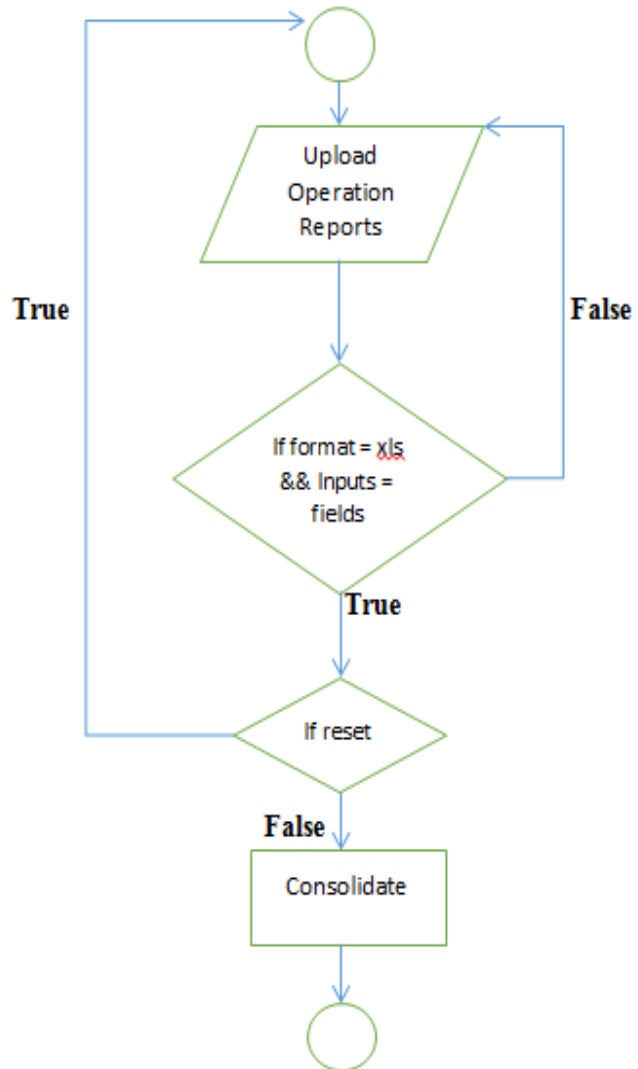 Upload
Operation
Reports
True
False
If format = xls
&& Inputs =
fields
True
If reset
False
Consolidate